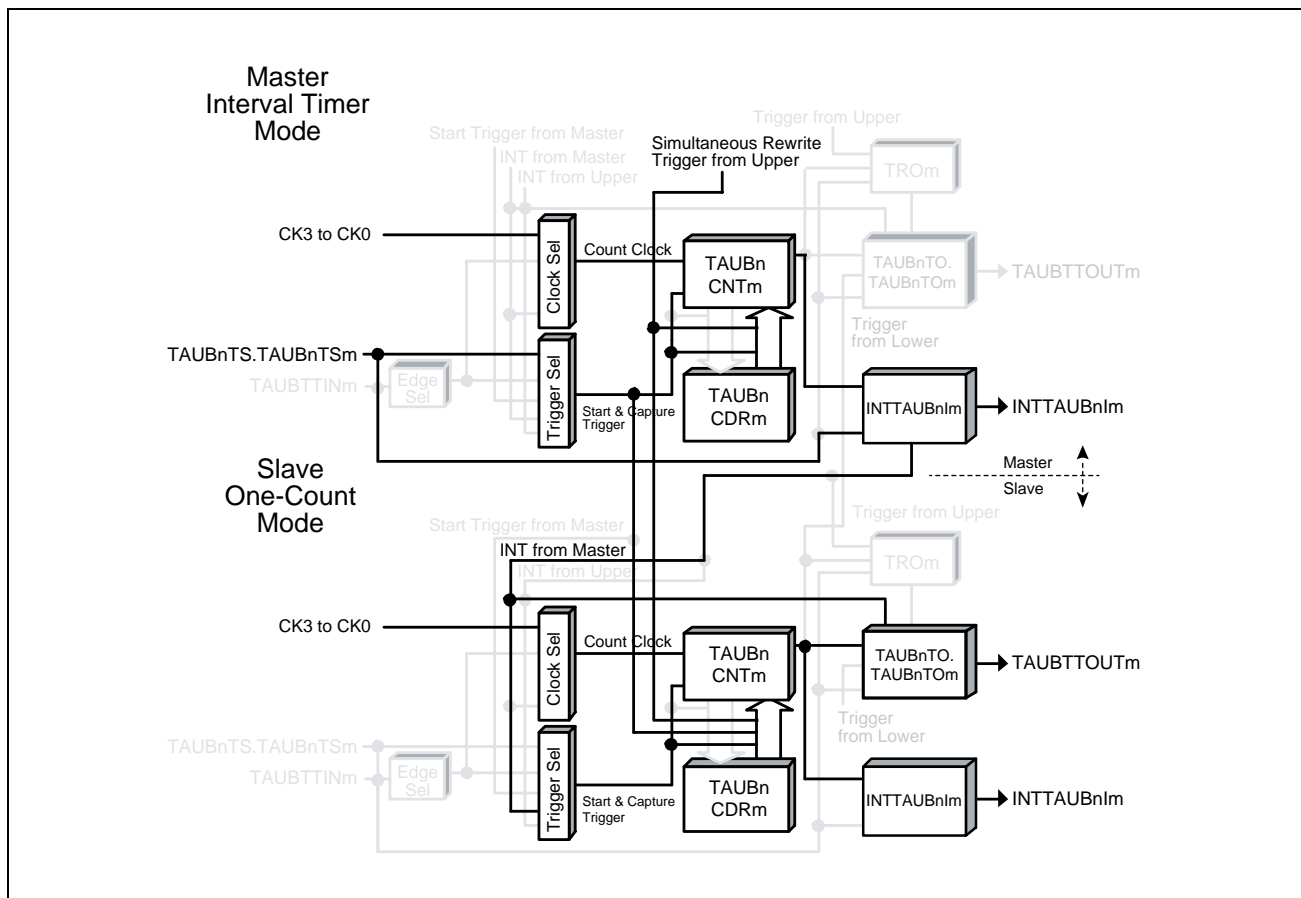 Master
Interval Timer
Mode
Start Trigger from Master
INT from Master
INT from Upper
Simultaneous Rewrite
Trigger from Upper
Trigger from Upper
TROm
CK3 to CK0
Clock Sel
Count Clock
TAUBn
CNTm
TAUBnTO.
TAUBnTOm
TAUBTTOUTm
Trigger
from Lower
TAUBnTS.TAUBnTSm
TAUBTTINm
Edge
Sel
Trigger Sel
Start & Capture
Trigger
TAUBn
CDRm
INTTAUBnIm
INTTAUBnIm
Master
Slave
Slave
One-Count
Mode
Start Trigger from Master
INT from Master
INT from Upper
Trigger from Upper
TROm
CK3 to CK0
Clock Sel
Count Clock
TAUBn
CNTm
TAUBnTO.
TAUBnTOm
TAUBTTOUTm
Trigger
from Lower
TAUBnTS.TAUBnTSm
TAUBTTINm
Edge
Sel
Trigger Sel
Start & Capture
Trigger
TAUBn
CDRm
INTTAUBnIm
INTTAUBnIm